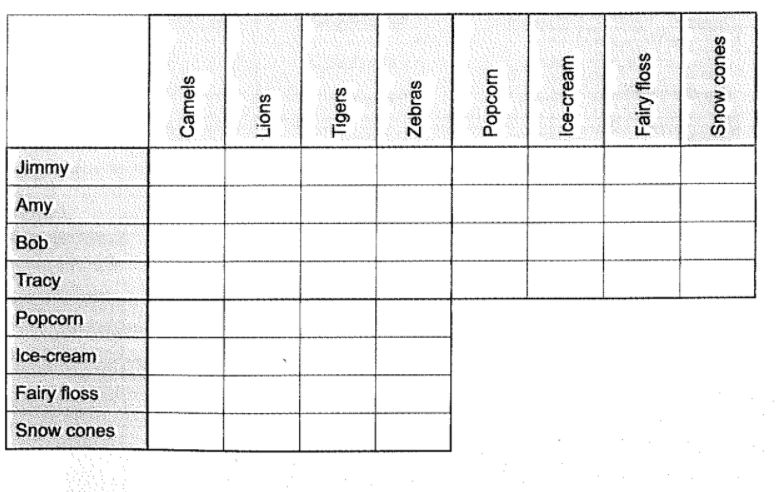 Camels
Lions
Tigers
Zebras
Popcorn
Ice-cream
Fairy floss
Snow cones
Jimmy
Amy
Bob
Tracy
Popcorn
Ice-cream
Fairy floss
Snow cones